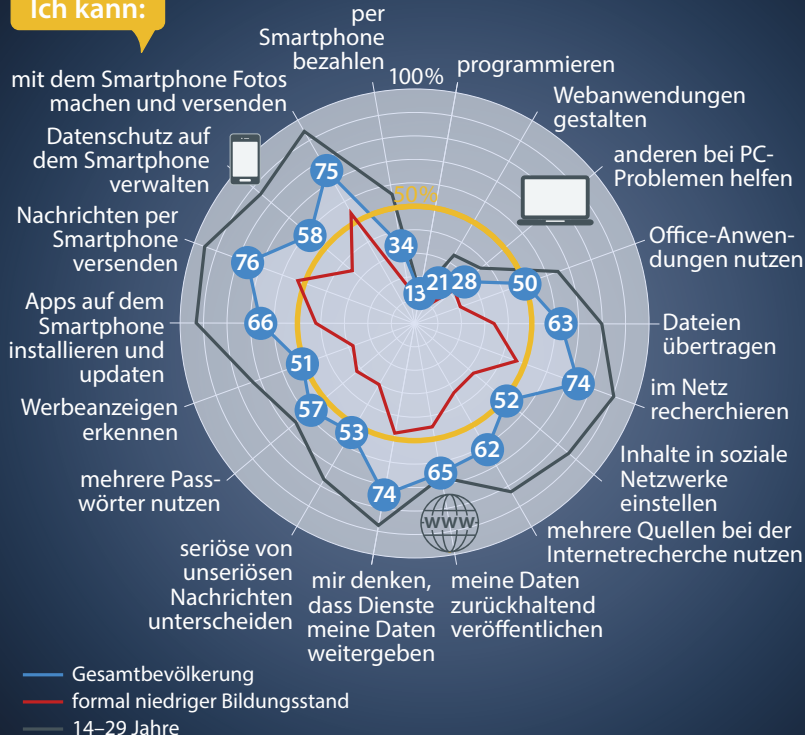 Ich kann:
per
Smartphone
bezahlen
100%
programmieren
Webanwendungen
gestalten
anderen bei PC-
Problemen helfen
Office-Anwen-
dungen nutzen
Dateien
übertragen
im Netz
recherchieren
Inhalte in soziale
Netzwerke
einstellen
mehrere Quellen bei der
Internetrecherche nutzen
meine Daten
zurückhaltend
veröffentlichen
mir denken,
dass Dienste
meine Daten
weitergeben
seriöse von
unseriösen
Nachrichten
unterscheiden
mehrere Pass-
wörter nutzen
Werbeanzeigen
erkennen
Apps auf dem
Smartphone
installieren und
updaten
Nachrichten per
Smartphone
versenden
Datenschutz auf
dem Smartphone
verwalten
mit dem Smartphone Fotos
machen und versenden
50%
34
13
21
28
50
63
74
52
62
65
74
53
57
51
66
76
58
75
WWW
Gesamtbevölkerung
formal niedriger Bildungsstand
14–29 Jahre